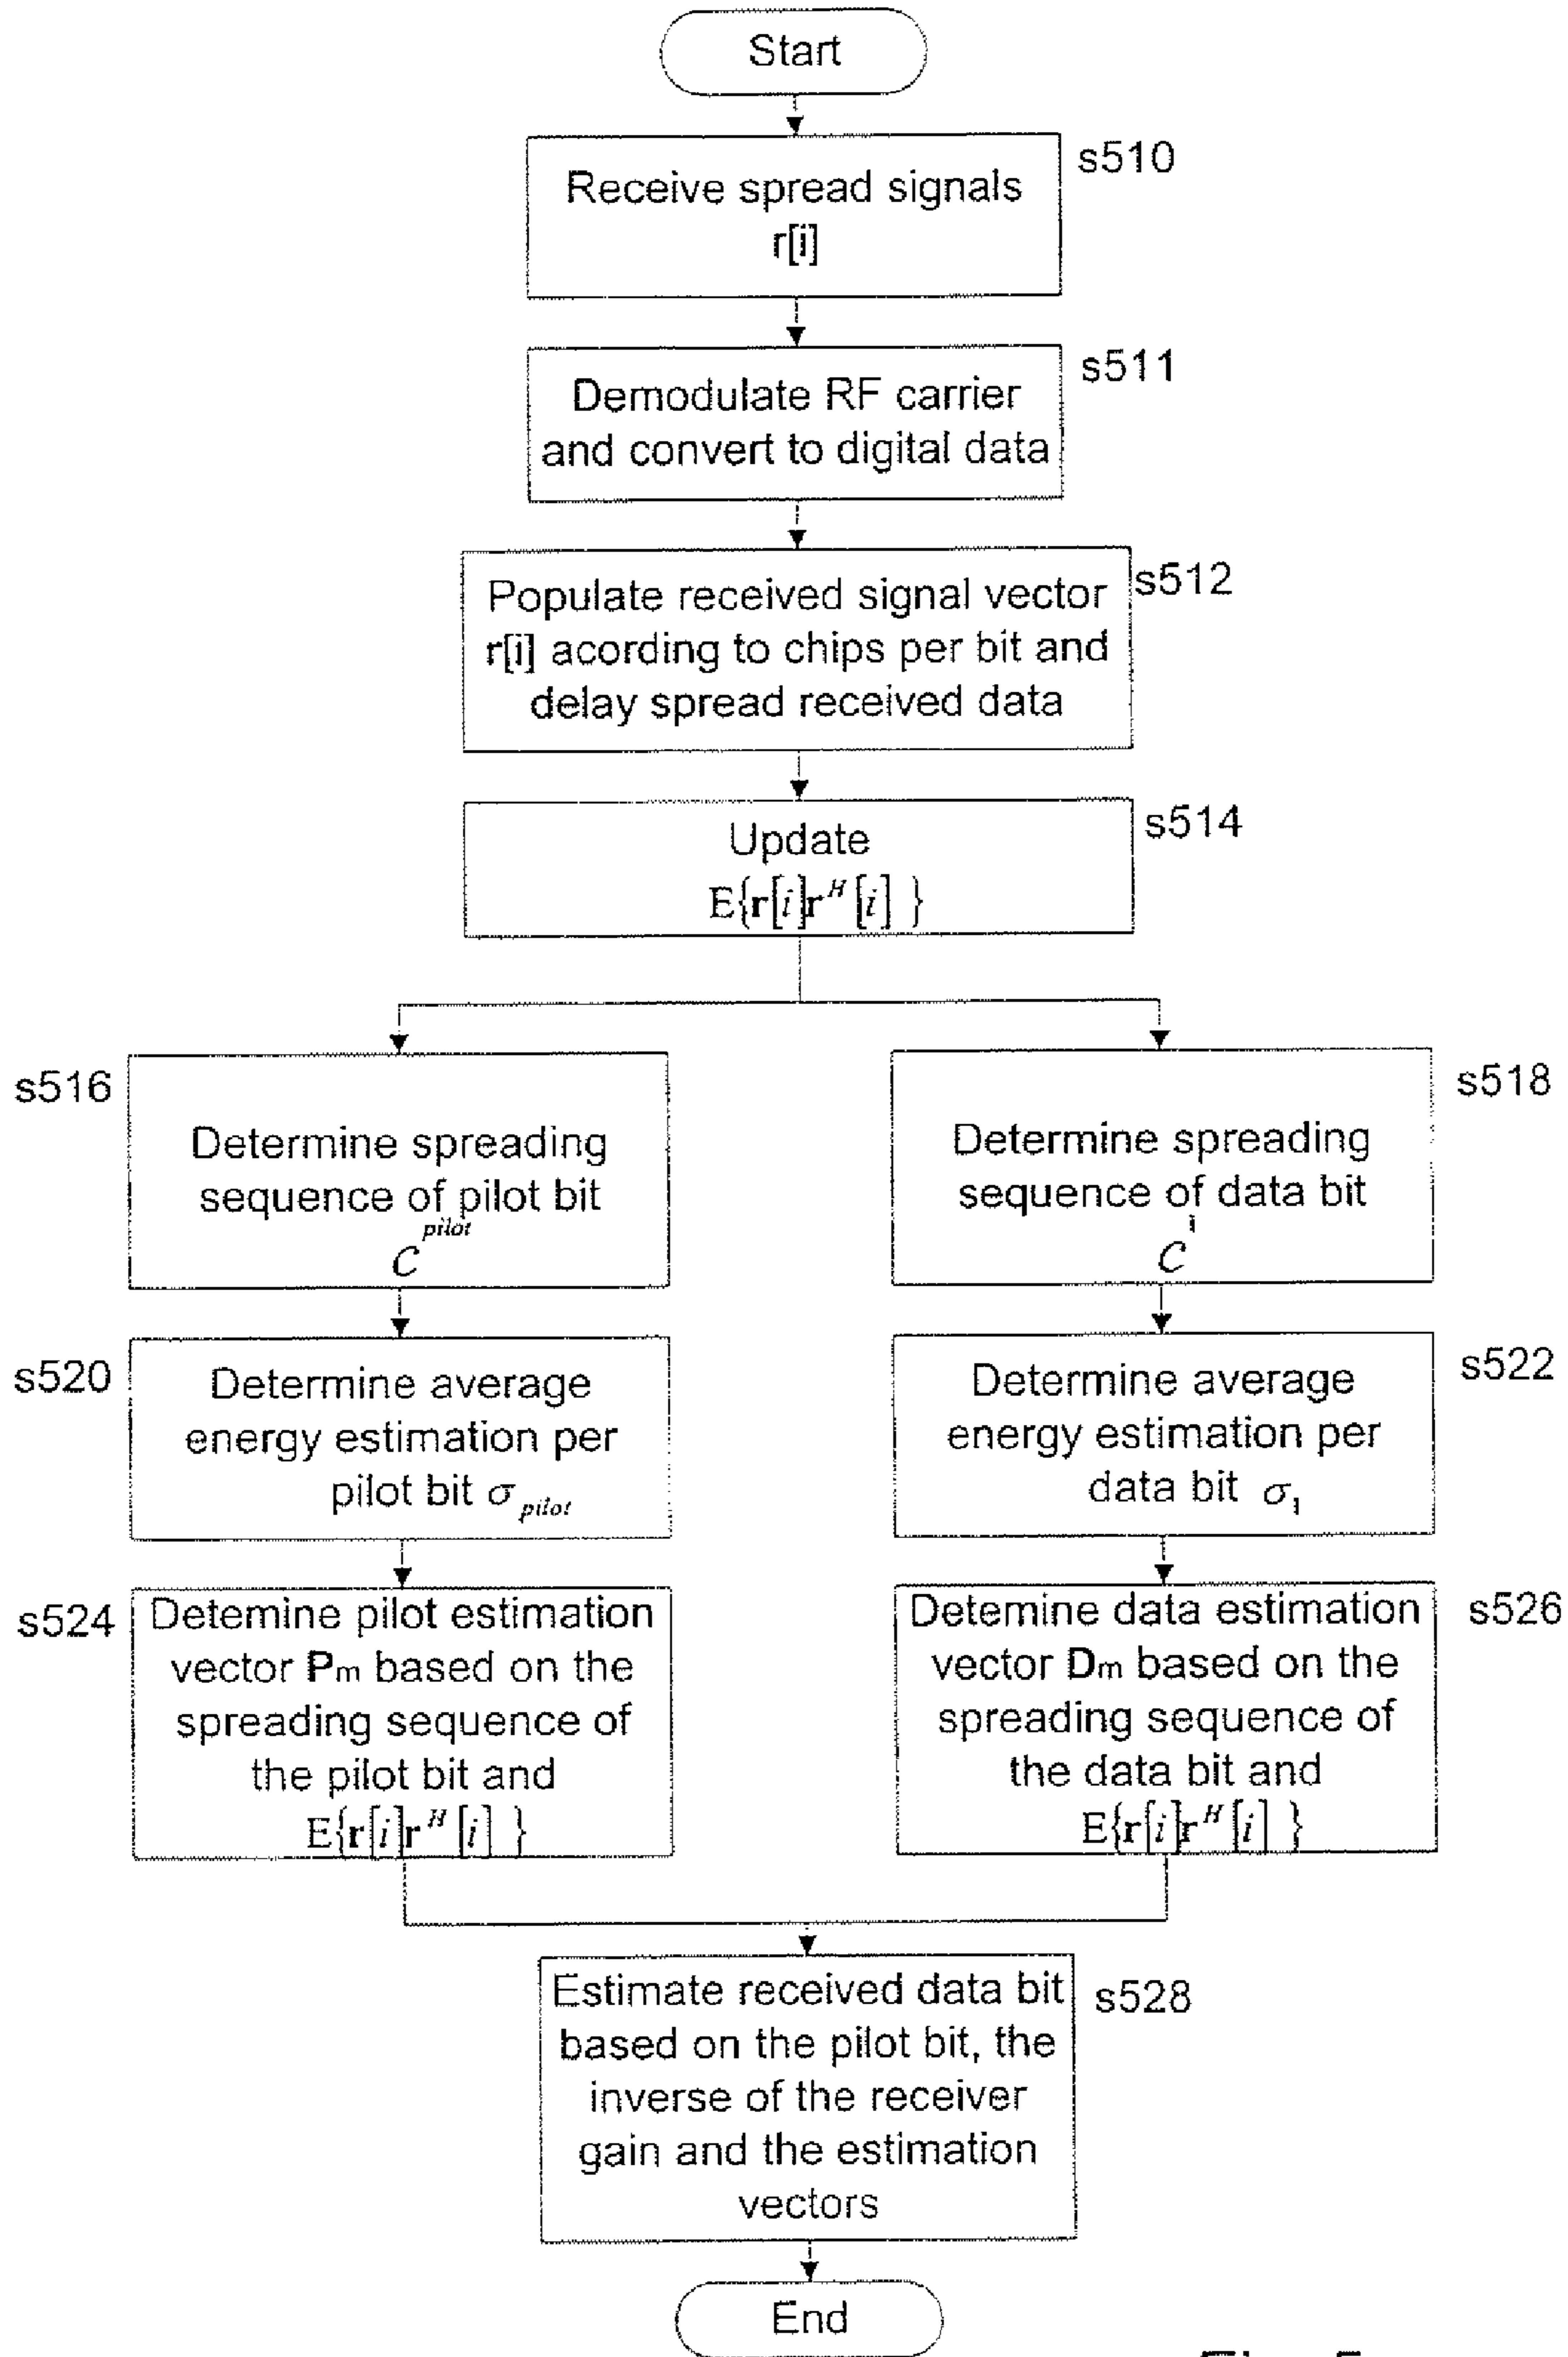 Start
s510
Receive spread signals
r[i]
s511
Demodulate RF carrier
and convert to digital data
s512
Populate received signal vector
r[i] acording to chips per bit and
delay spread received data
s514
Update
E{r[i]r^H[i] }
s516
Determine spreading
sequence of pilot bit
C^pilot
s518
Determine spreading
sequence of data bit
C^1
s520
Determine average
energy estimation per
pilot bit σ_pilot
s522
Determine average
energy estimation per
data bit σ_1
s524
Detemine pilot estimation
vector Pm based on the
spreading sequence of
the pilot bit and
E{r[i]r^H[i] }
s526
Detemine data estimation
vector Dm based on the
spreading sequence of
the data bit and
E{r[i]r^H[i] }
s528
Estimate received data bit
based on the pilot bit, the
inverse of the receiver
gain and the estimation
vectors
End